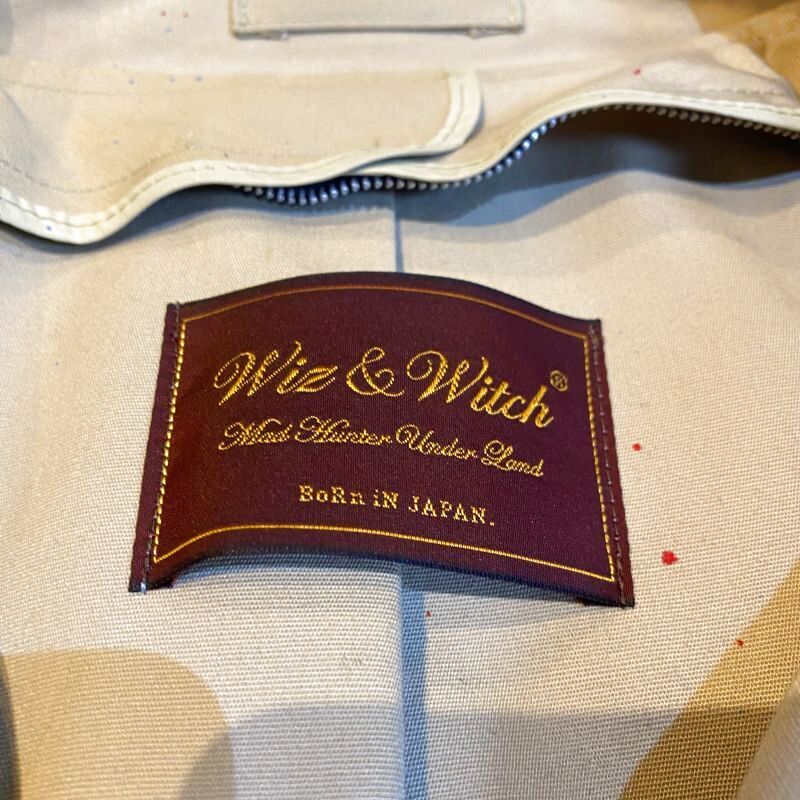 Wiz & Witch®
Mad Hunter Under Land
BoRn iN JAPAN.